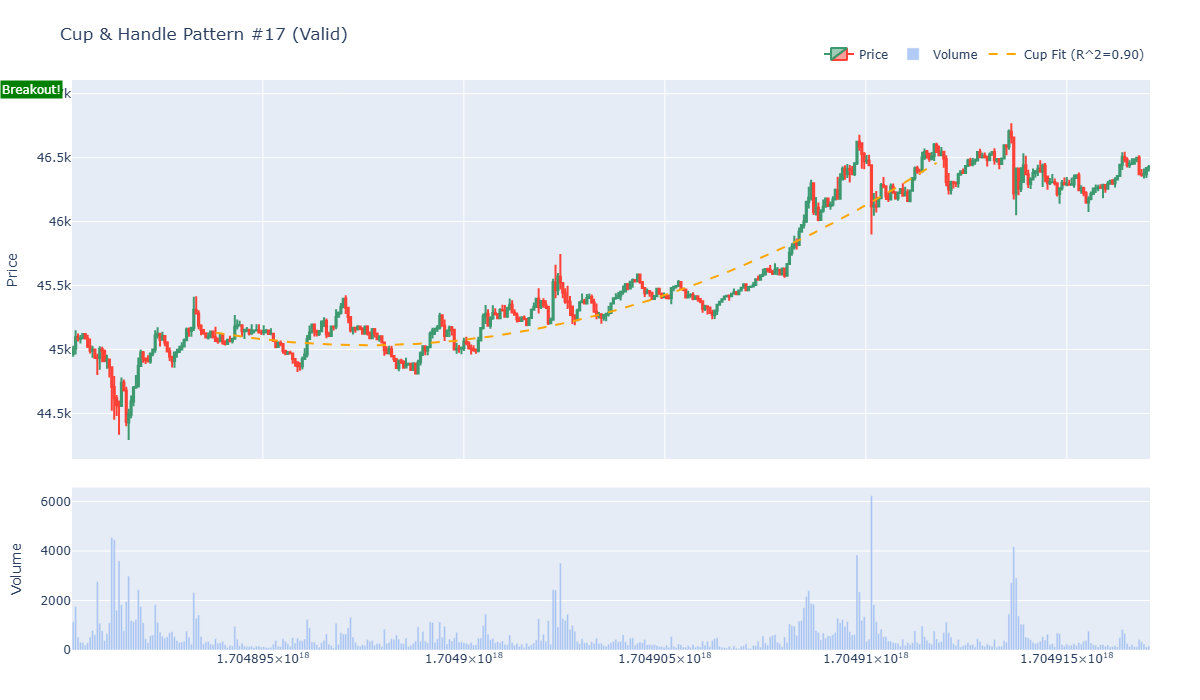 Cup & Handle Pattern #17 (Valid)
Price
Volume
Cup Fit (R^2=0.90)
Breakout!
k
46.5k
46k
45.5k
45k
44.5k
Price
6000
4000
2000
0
Volume
1.704895×10¹⁸
1.7049×10¹⁸
1.704905×10¹⁸
1.70491×10¹⁸
1.704915×10¹⁸